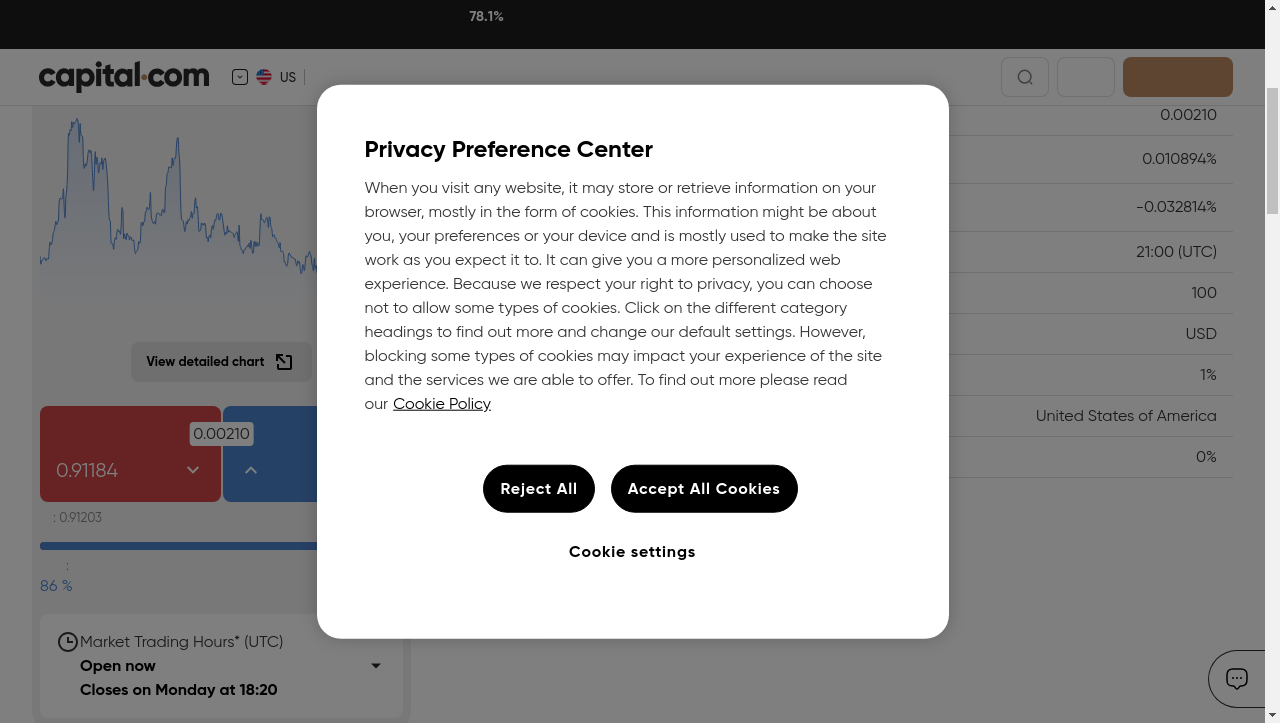 78.1%
capital.com
US
0.00210
0.010894%
-0.032814%
21:00 (UTC)
100
USD
1%
United States of America
0%
View detailed chart
0.00210
0.91184
: 0.91203
:
86 %
Market Trading Hours* (UTC)
Open now
Closes on Monday at 18:20
Privacy Preference Center
When you visit any website, it may store or retrieve information on your
browser, mostly in the form of cookies. This information might be about
you, your preferences or your device and is mostly used to make the site
work as you expect it to. It can give you a more personalized web
experience. Because we respect your right to privacy, you can choose
not to allow some types of cookies. Click on the different category
headings to find out more and change our default settings. However,
blocking some types of cookies may impact your experience of the site
and the services we are able to offer. To find out more please read
our Cookie Policy
Reject All
Accept All Cookies
Cookie settings